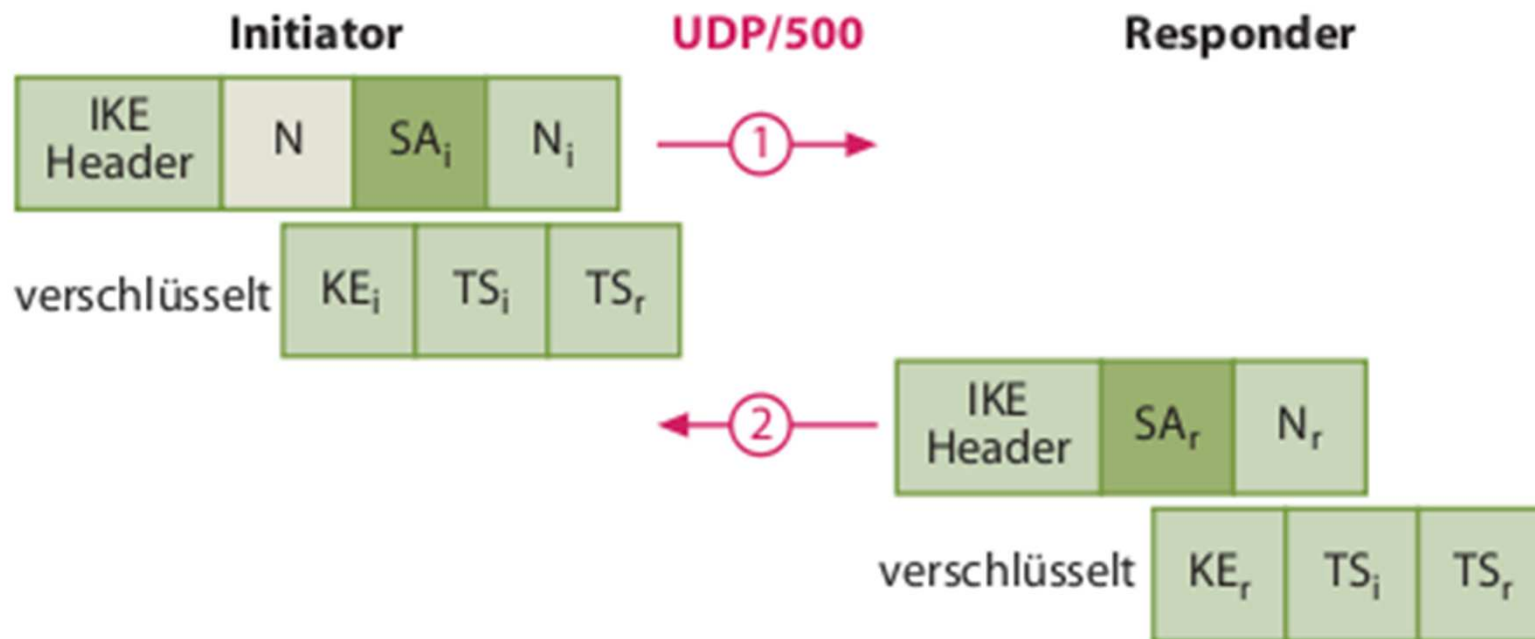 Initiator UDP/500 Responder
IKE
Header N SAi Ni
1
verschlüsselt KEi TSi TSr
IKE
Header SAr Nr
2
verschlüsselt KEr TSi TSr